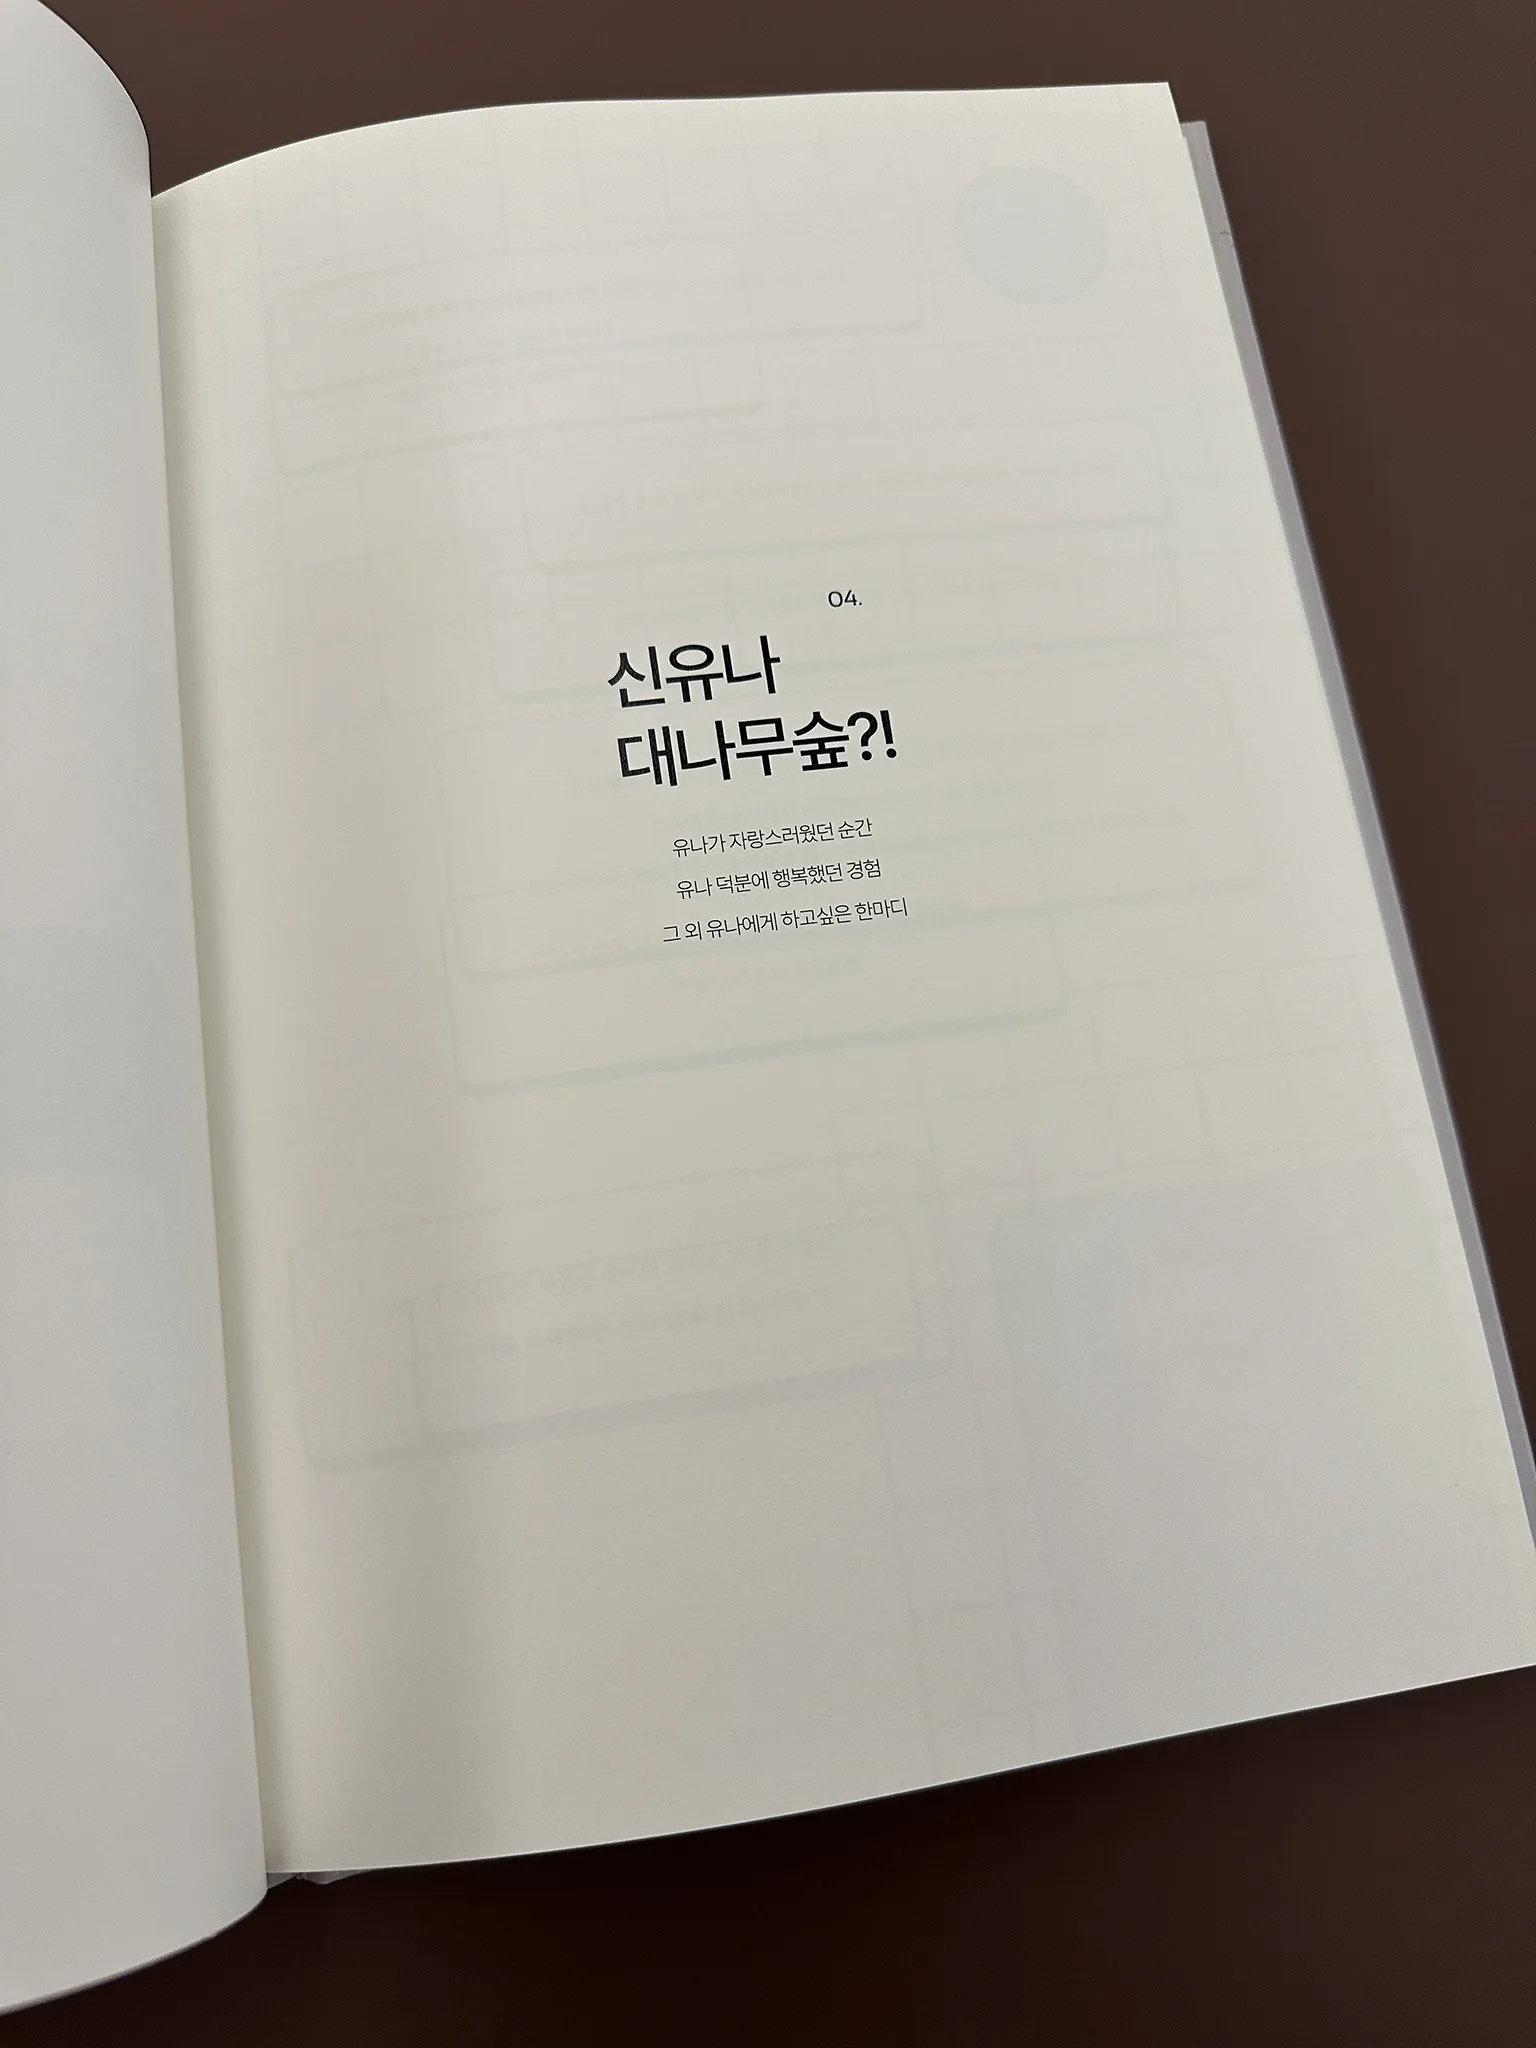 04.
신유나
대나무숲?!
유나가 자랑스러웠던 순간
유나 덕분에 행복했던 경험
그 외 유나에게 하고싶은 한마디